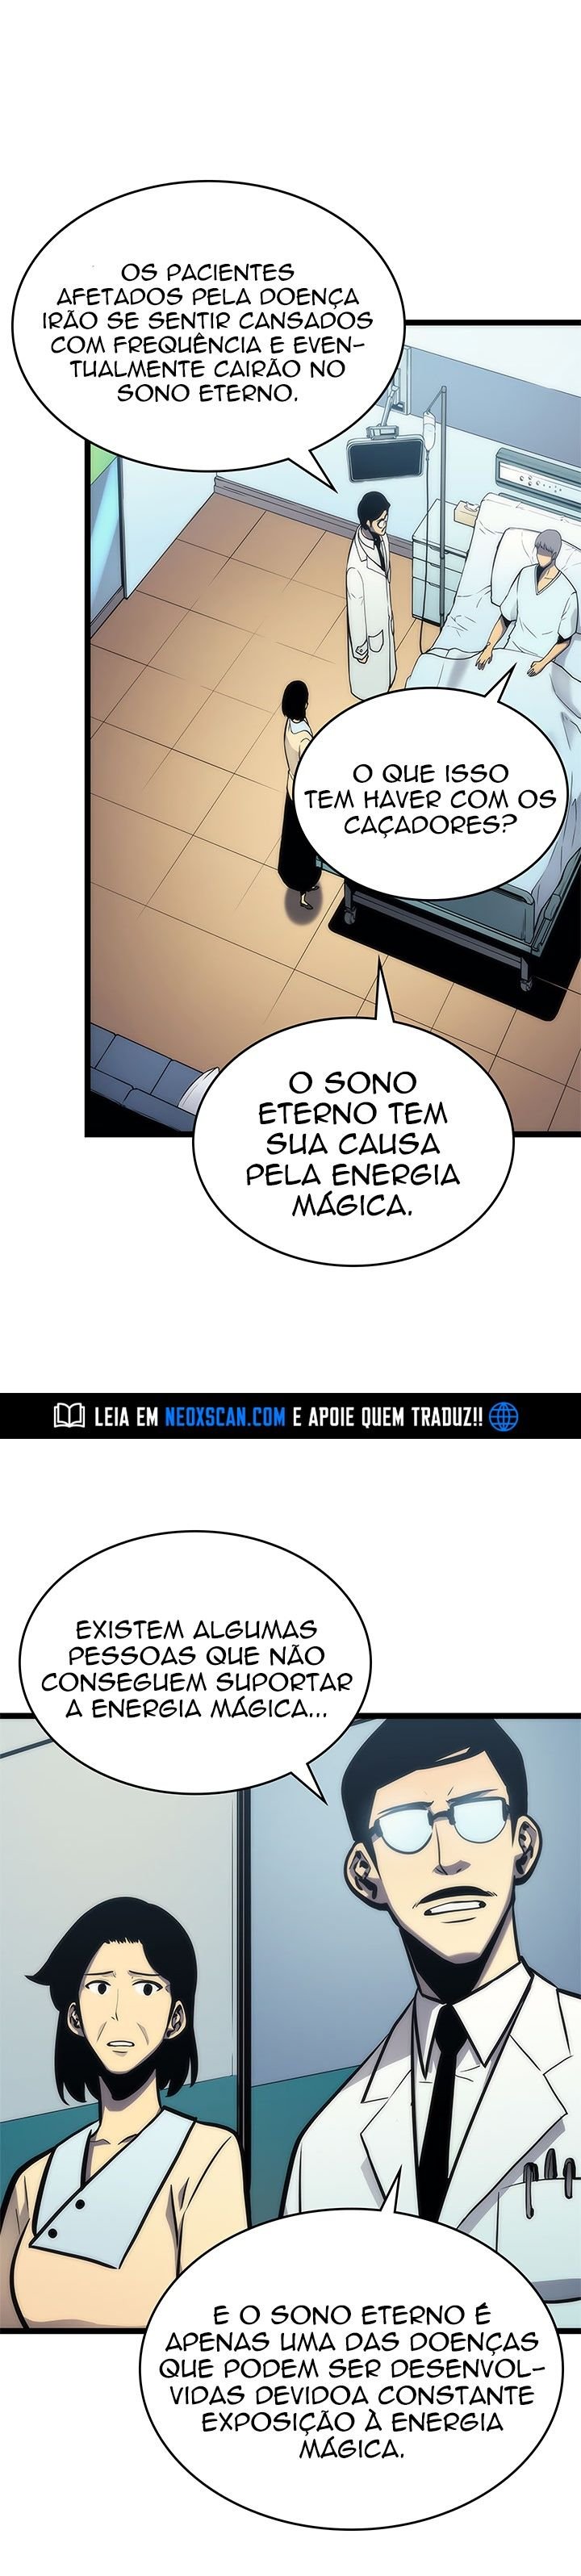 OS PACIENTES
AFETADOS PELA DOENÇA
IRÃO SE SENTIR CANSADOS
COM FREQUÊNCIA E EVEN-
TUALMENTE CAIRÃO NO
SONO ETERNO.
O QUE ISSO
TEM HAVER COM OS
CAÇADORES?
O SONO
ETERNO TEM
SUA CAUSA
PELA ENERGIA
MÁGICA.
LEIA EM NEOXSCAN.COM E APOIE QUEM TRADUZ!!
EXISTEM ALGUMAS
PESSOAS QUE NÃO
CONSEGUEM SUPORTAR
A ENERGIA MÁGICA...
E O SONO ETERNO É
APENAS UMA DAS DOENÇAS
QUE PODEM SER DESENVOL-
VIDAS DEVIDOA CONSTANTE
EXPOSIÇÃO À ENERGIA
MÁGICA.